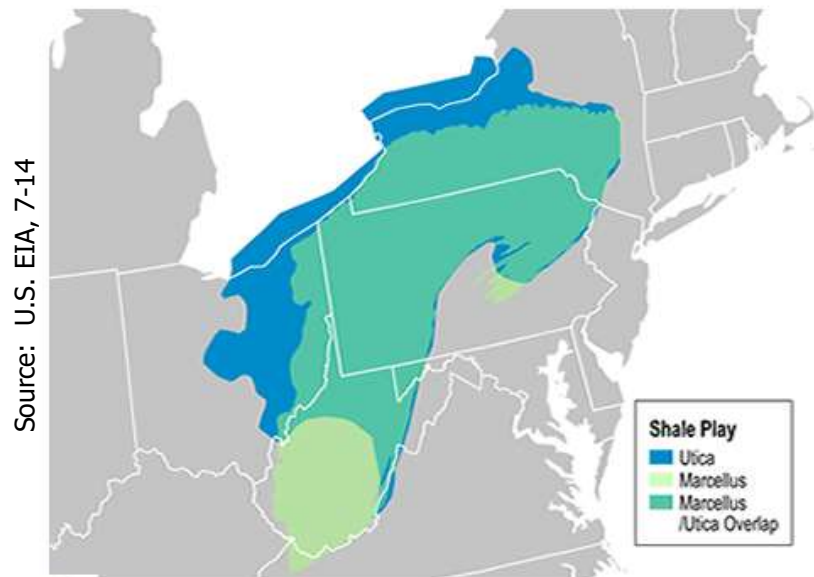 Source: U.S. EIA, 7-14
Shale Play
Utica
Marcellus
Marcellus
/Utica Overlap